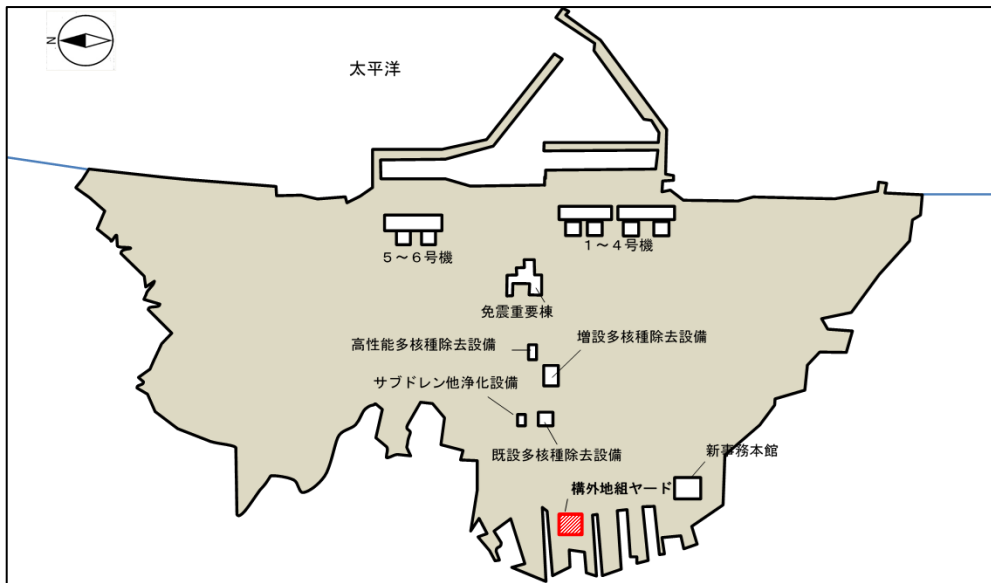 N
太平洋
5～6号機
1～4号機
免震重要棟
高性能多核種除去設備
増設多核種除去設備
サブドレン他浄化設備
既設多核種除去設備
新事務本館
構外地組ヤード